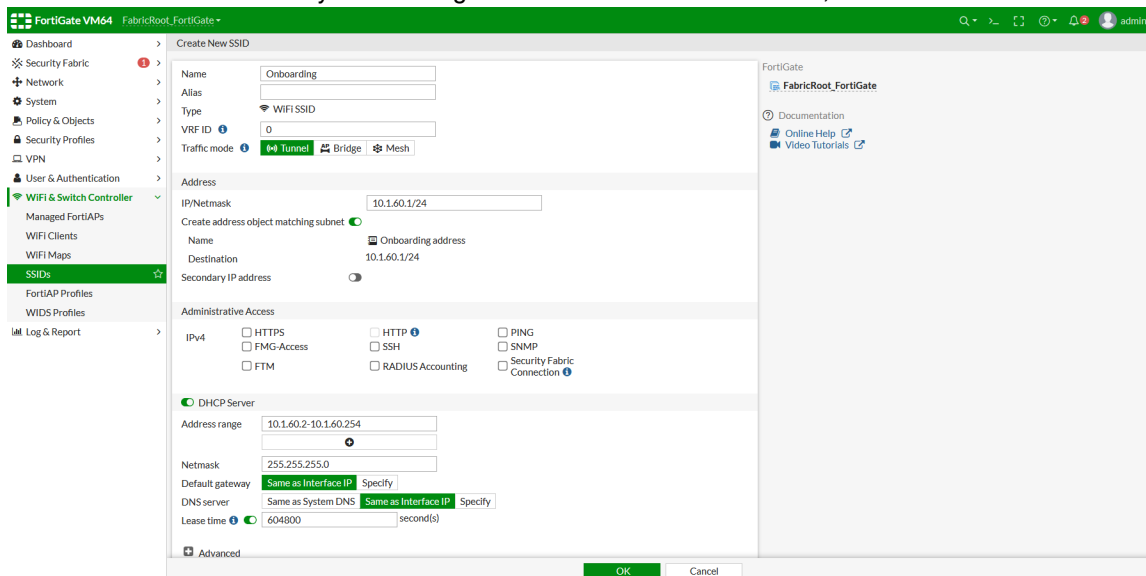 FortiGate VM64 FabricRoot_FortiGate
admin
Dashboard
Security Fabric 1
Network
System
Policy & Objects
Security Profiles
VPN
User & Authentication
WiFi & Switch Controller
Managed FortiAPs
WiFi Clients
WiFi Maps
SSIDs
FortiAP Profiles
WIDS Profiles
Log & Report
Create New SSID
Name Onboarding
Alias
Type WiFi SSID
VRF ID 0
Traffic mode Tunnel Bridge Mesh
Address
IP/Netmask 10.1.60.1/24
Create address object matching subnet
Name Onboarding address
Destination 10.1.60.1/24
Secondary IP address
Administrative Access
IPv4 HTTPS HTTP PING
FMG-Access SSH SNMP
FTM RADIUS Accounting Security Fabric Connection
DHCP Server
Address range 10.1.60.2-10.1.60.254
Netmask 255.255.255.0
Default gateway Same as Interface IP Specify
DNS server Same as System DNS Same as Interface IP Specify
Lease time 604800 second(s)
Advanced
OK Cancel
FortiGate
FabricRoot_FortiGate
Documentation
Online Help
Video Tutorials